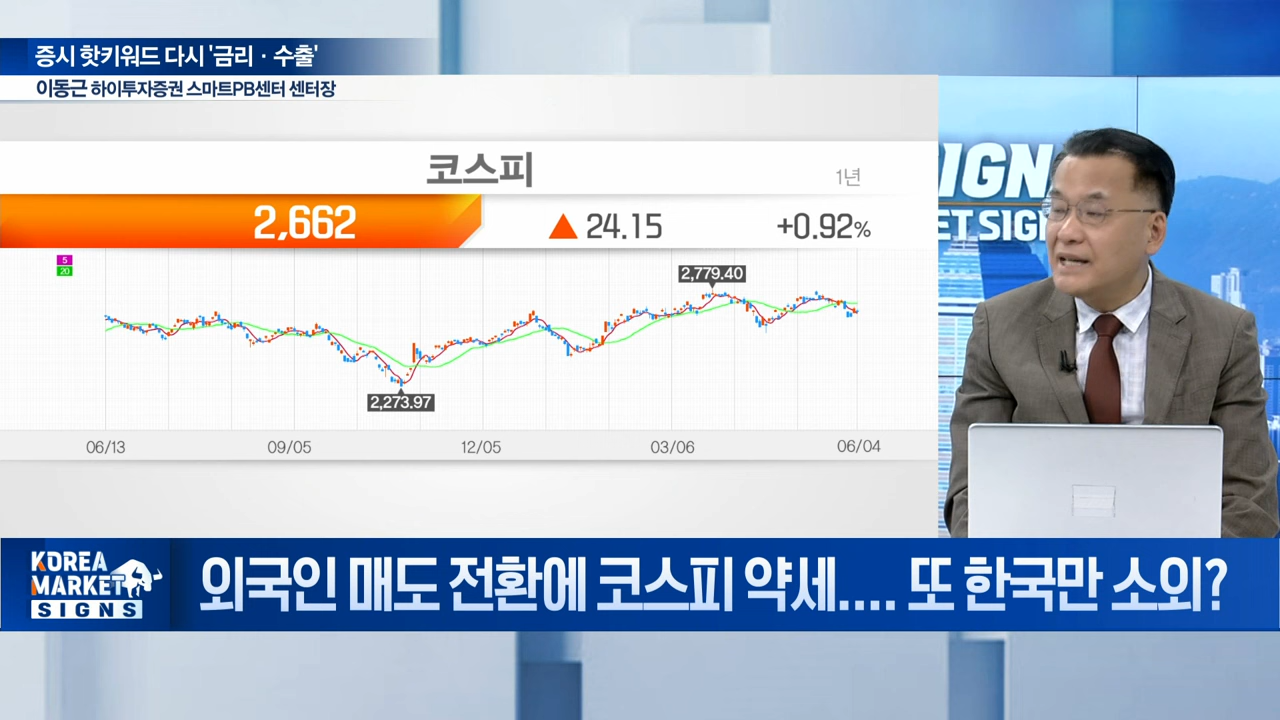 증시 핫키워드 다시 '금리 · 수출'
이동근 하이투자증권 스마트PB센터 센터장
코스피
1년
2,662 ▲ 24.15 +0.92%
5
20
2,779.40
2,273.97
06/13 09/05 12/05 03/06 06/04
IGN
ET SIG
KOREA
MARKET
SIGNS
외국인 매도 전환에 코스피 약세.... 또 한국만 소외?